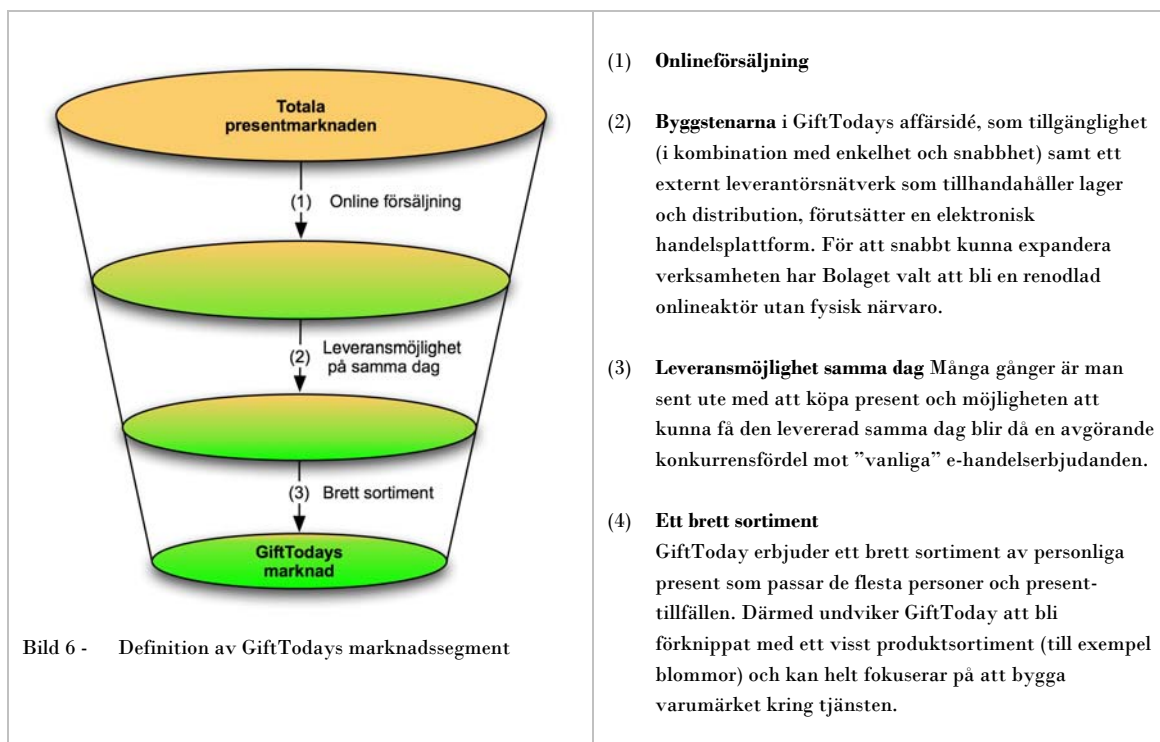 Totala
presentmarknaden
(1) Online försäljning
(2) Leveransmöjlighet
på samma dag
(3) Brett sortiment
GiftTodays
marknad
Bild 6 - Definition av GiftTodays marknadssegment
(1) Onlineförsäljning
(2) Byggstenarna i GiftTodays affärsidé, som tillgänglighet
(i kombination med enkelhet och snabbhet) samt ett
externt leverantörsnätverk som tillhandahåller lager
och distribution, förutsätter en elektronisk
handelsplattform. För att snabbt kunna expandera
verksamheten har Bolaget valt att bli en renodlad
onlineaktör utan fysisk närvaro.
(3) Leveransmöjlighet samma dag Många gånger är man
sent ute med att köpa present och möjligheten att
kunna få den levererad samma dag blir då en avgörande
konkurrensfördel mot ”vanliga” e-handelserbjudanden.
(4) Ett brett sortiment
GiftToday erbjuder ett brett sortiment av personliga
present som passar de flesta personer och present-
tillfällen. Därmed undviker GiftToday att bli
förknippat med ett visst produktsortiment (till exempel
blommor) och kan helt fokuserar på att bygga
varumärket kring tjänsten.